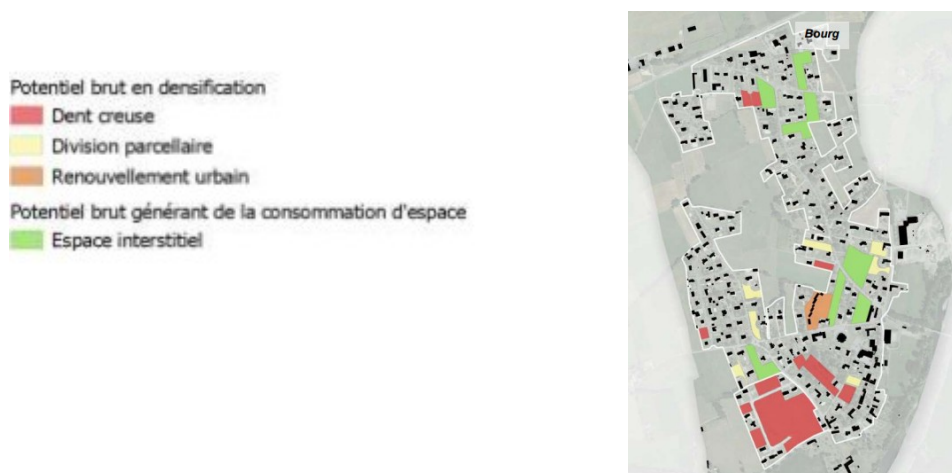 Potentiel brut en densification
Dent creuse
Division parcellaire
Renouvellement urbain
Potentiel brut générant de la consommation d'espace
Espace interstitiel
Bourg